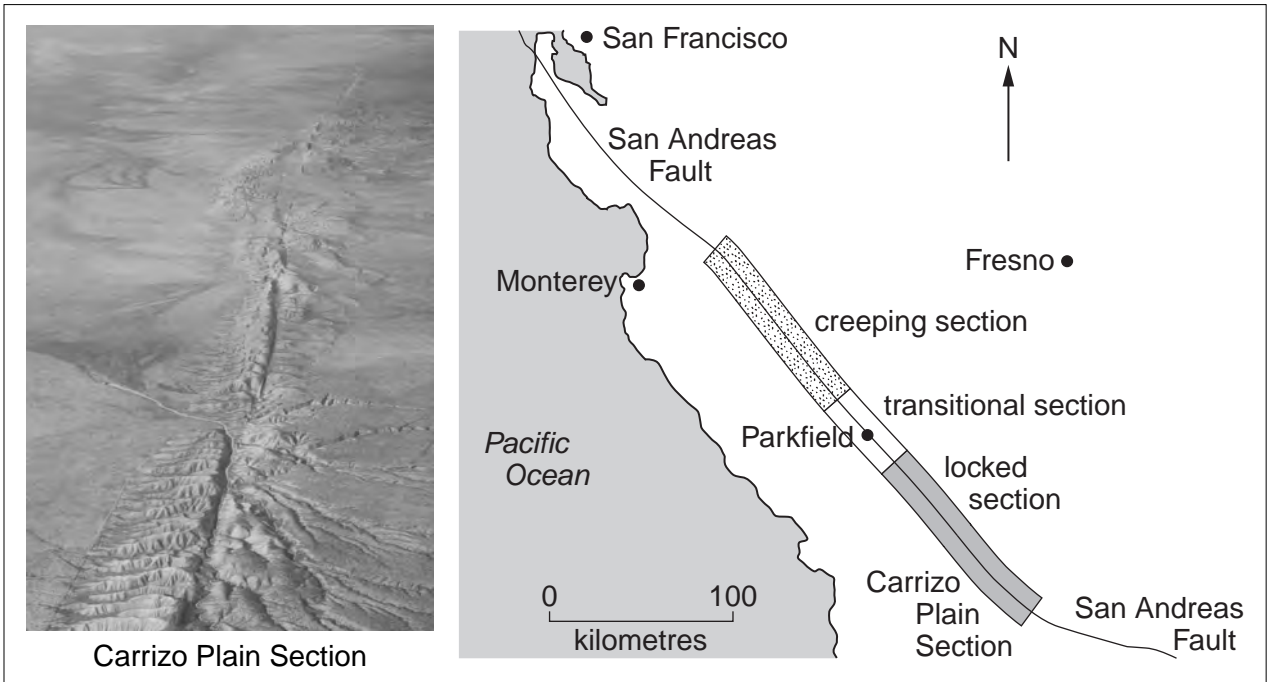 Carrizo Plain Section
San Francisco
N
San Andreas
Fault
Fresno
Monterey
creeping section
transitional section
Parkfield
Pacific
Ocean
locked
section
0 100
kilometres
Carrizo
Plain
Section
San Andreas
Fault